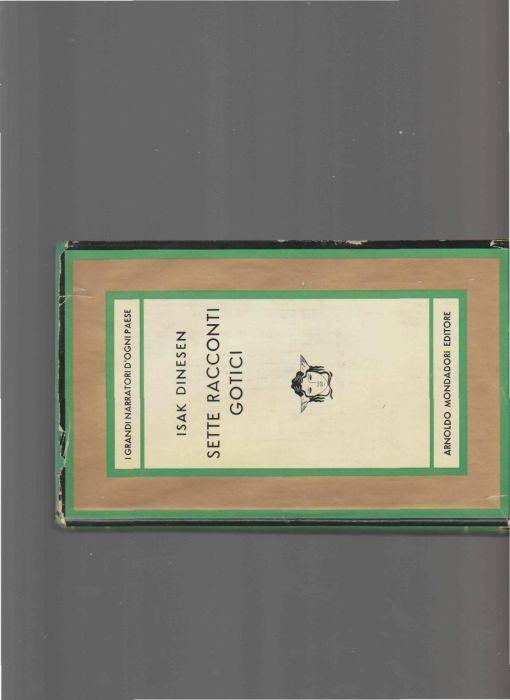 I GRANDI NARRATORI D'OGNI PAESE
ISAK DINESEN
SETTE RACCONTI
GOTICI
ARNOLDO MONDADORI EDITORE